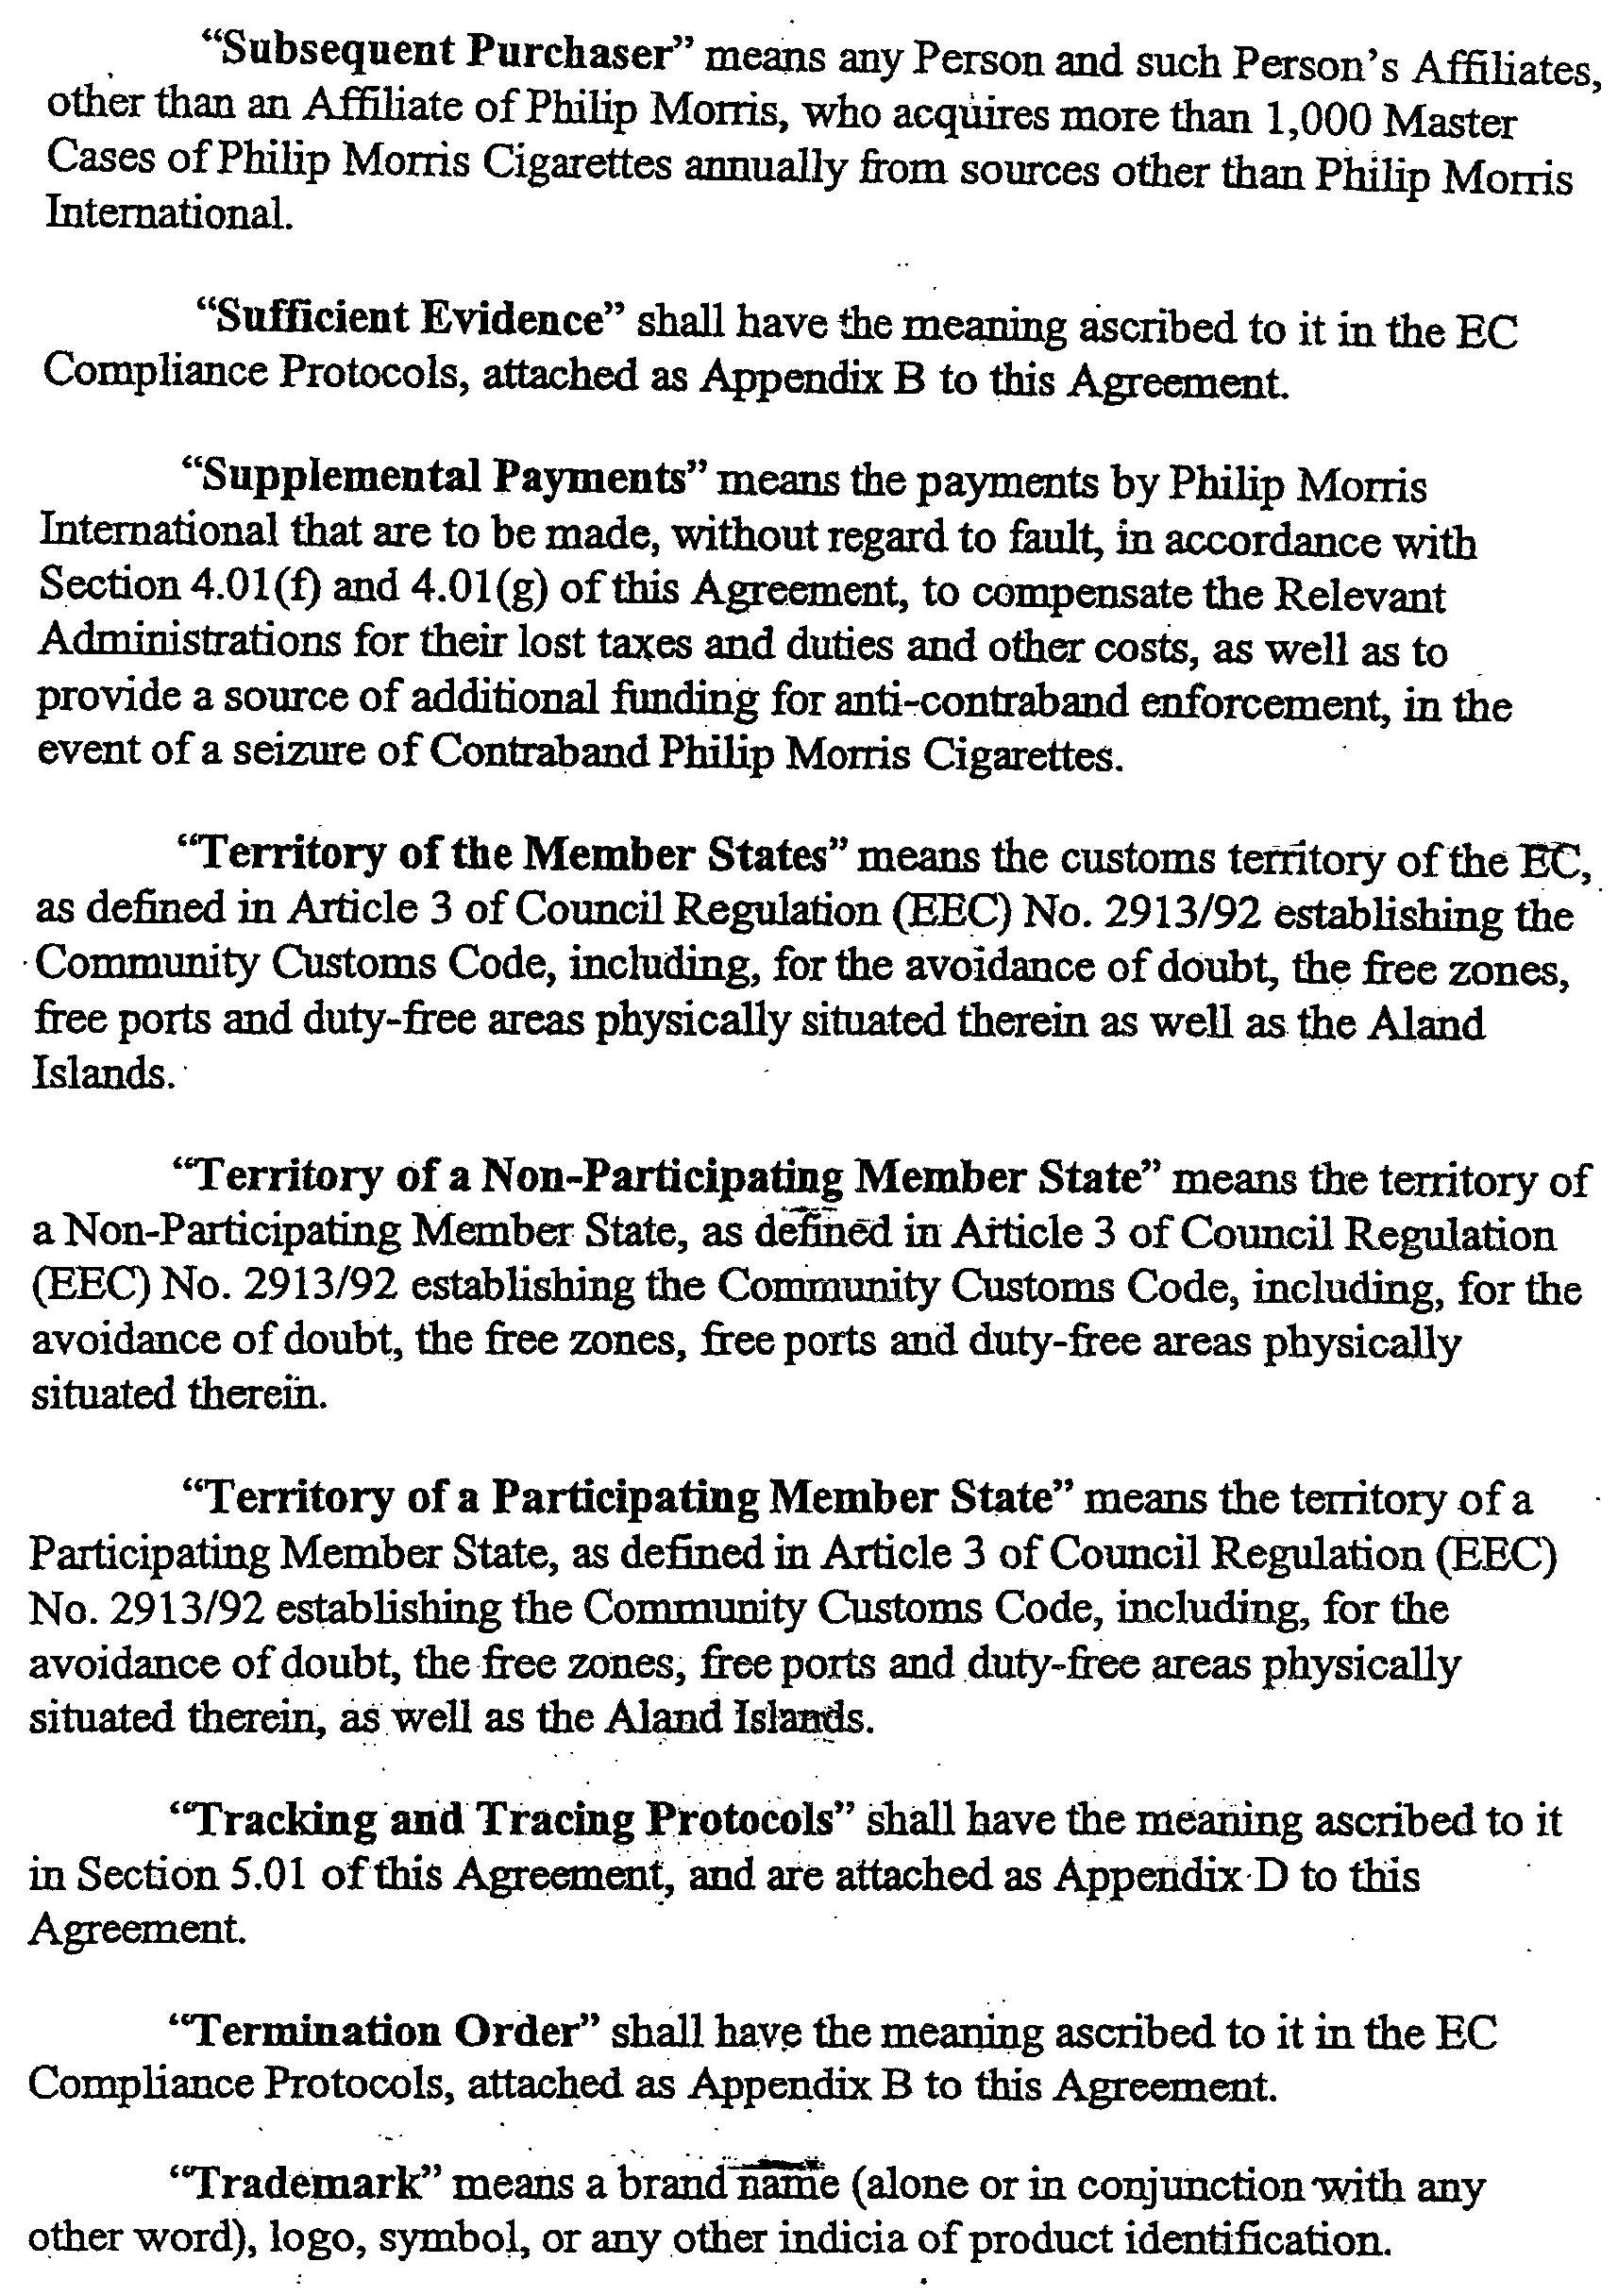 “Subsequent Purchaser” means any Person and such Person’s Affiliates,
other than an Affiliate of Philip Morris, who acquires more than 1,000 Master
Cases of Philip Morris Cigarettes annually from sources other than Philip Morris
International.
“Sufficient Evidence” shall have the meaning ascribed to it in the EC
Compliance Protocols, attached as Appendix B to this Agreement.
“Supplemental Payments” means the payments by Philip Morris
International that are to be made, without regard to fault, in accordance with
Section 4.01(f) and 4.01(g) of this Agreement, to compensate the Relevant
Administrations for their lost taxes and duties and other costs, as well as to
provide a source of additional funding for anti-contraband enforcement, in the
event of a seizure of Contraband Philip Morris Cigarettes.
“Territory of the Member States” means the customs territory of the EC,
as defined in Article 3 of Council Regulation (EEC) No. 2913/92 establishing the
Community Customs Code, including, for the avoidance of doubt, the free zones,
free ports and duty-free areas physically situated therein as well as the Aland
Islands.
“Territory of a Non-Participating Member State” means the territory of
a Non-Participating Member State, as defined in Article 3 of Council Regulation
(EEC) No. 2913/92 establishing the Community Customs Code, including, for the
avoidance of doubt, the free zones, free ports and duty-free areas physically
situated therein.
“Territory of a Participating Member State” means the territory of a
Participating Member State, as defined in Article 3 of Council Regulation (EEC)
No. 2913/92 establishing the Community Customs Code, including, for the
avoidance of doubt, the free zones, free ports and duty-free areas physically
situated therein, as well as the Aland Islands.
“Tracking and Tracing Protocols” shall have the meaning ascribed to it
in Section 5.01 of this Agreement, and are attached as Appendix D to this
Agreement.
“Termination Order” shall have the meaning ascribed to it in the EC
Compliance Protocols, attached as Appendix B to this Agreement.
“Trademark” means a brand name (alone or in conjunction with any
other word), logo, symbol, or any other indicia of product identification.